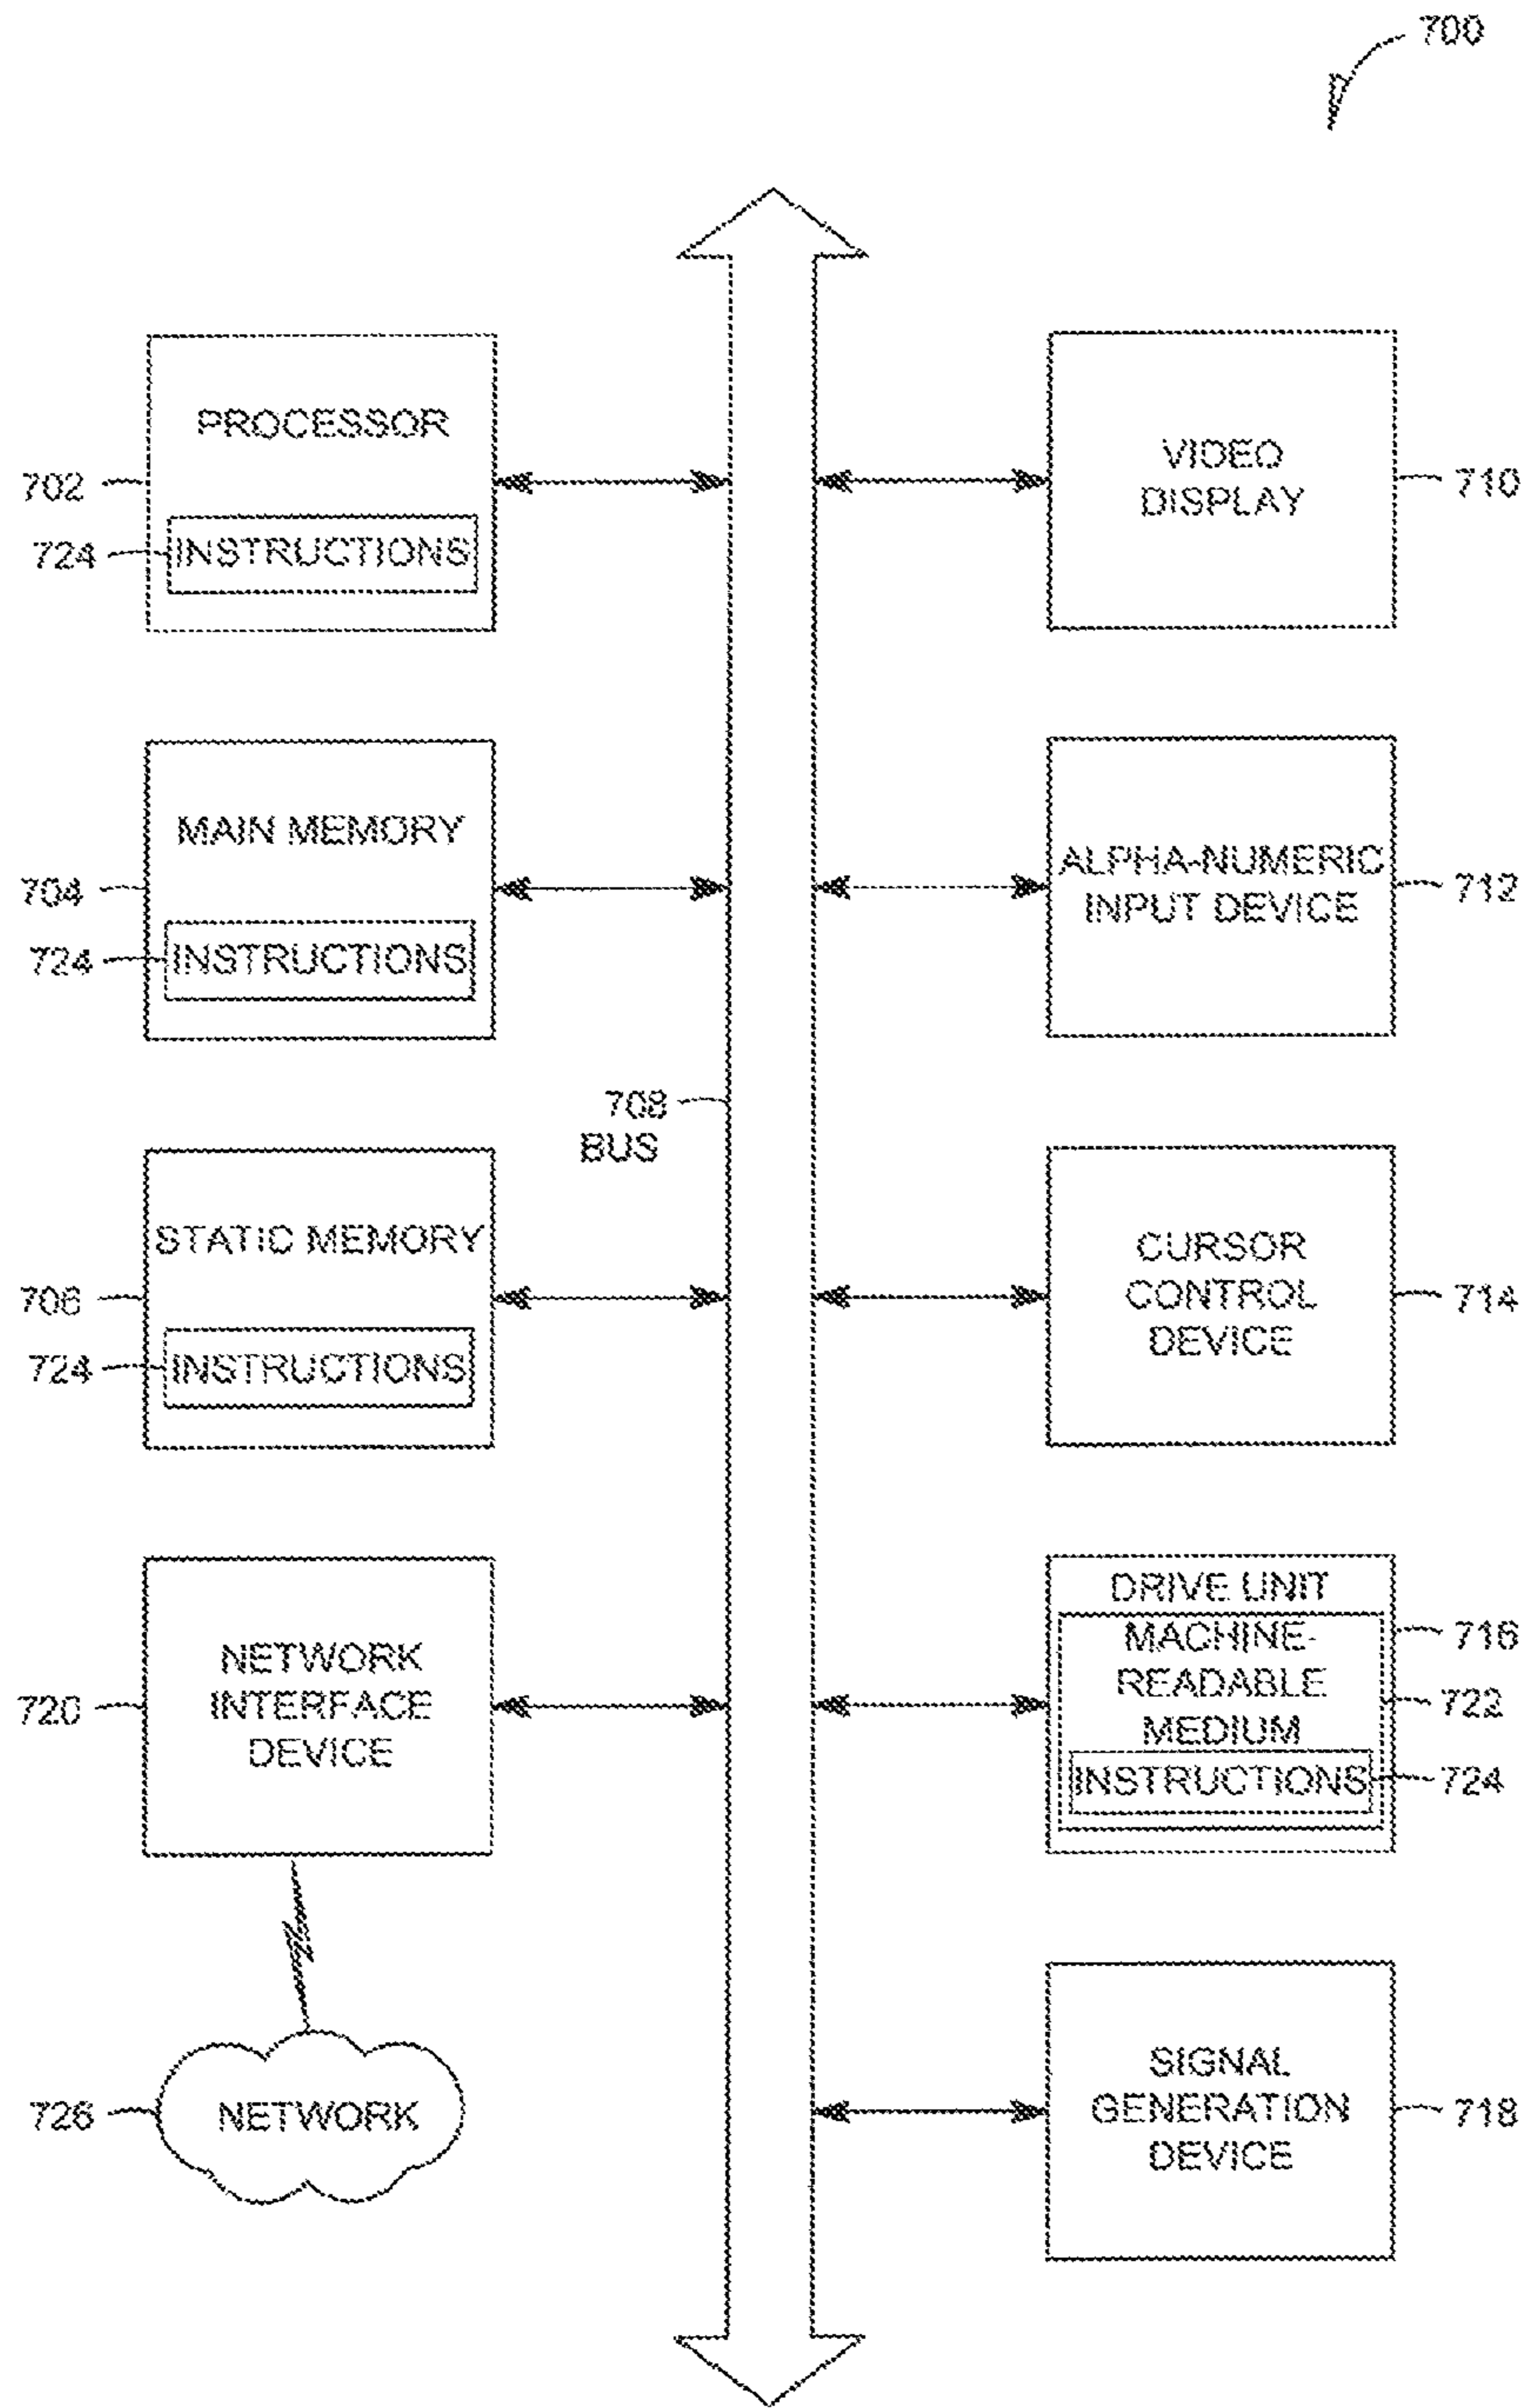 700
PROCESSOR
702
724
INSTRUCTIONS
VIDEO
DISPLAY
710
MAIN MEMORY
704
724
INSTRUCTIONS
ALPHA-NUMERIC
INPUT DEVICE
712
708
BUS
STATIC MEMORY
706
724
INSTRUCTIONS
CURSOR
CONTROL
DEVICE
714
NETWORK
INTERFACE
DEVICE
720
DRIVE UNIT
716
MACHINE-
READABLE
MEDIUM
722
INSTRUCTIONS
724
NETWORK
726
SIGNAL
GENERATION
DEVICE
718